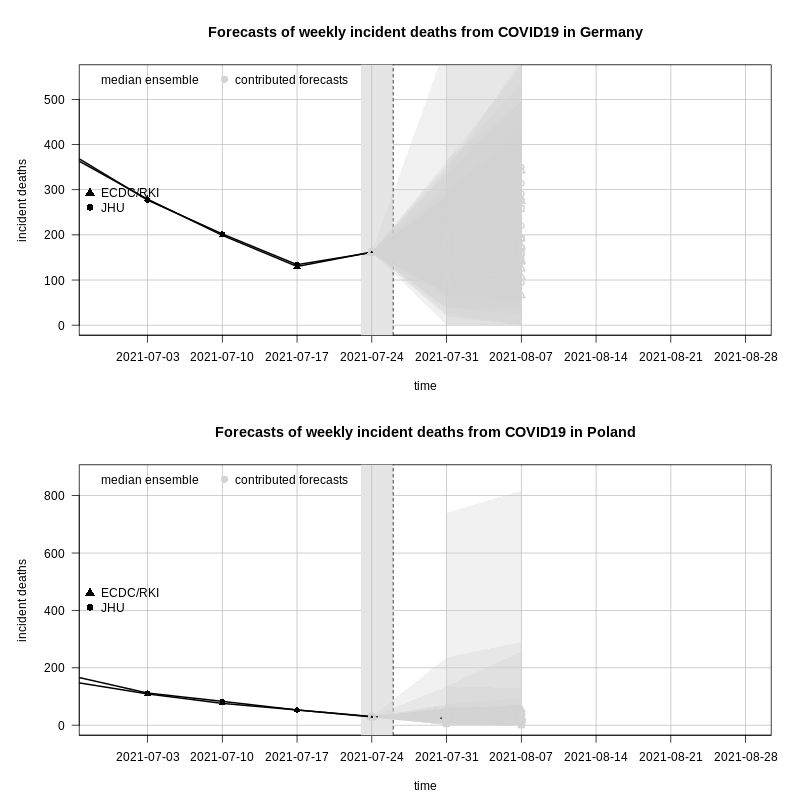 Forecasts of weekly incident deaths from COVID19 in Germany
median ensemble contributed forecasts
500
400
300
200
100
0
incident deaths
ECDC/RKI
JHU
2021-07-03 2021-07-10 2021-07-17 2021-07-24 2021-07-31 2021-08-07 2021-08-14 2021-08-21 2021-08-28
time
Forecasts of weekly incident deaths from COVID19 in Poland
median ensemble contributed forecasts
800
600
400
200
0
incident deaths
ECDC/RKI
JHU
2021-07-03 2021-07-10 2021-07-17 2021-07-24 2021-07-31 2021-08-07 2021-08-14 2021-08-21 2021-08-28
time